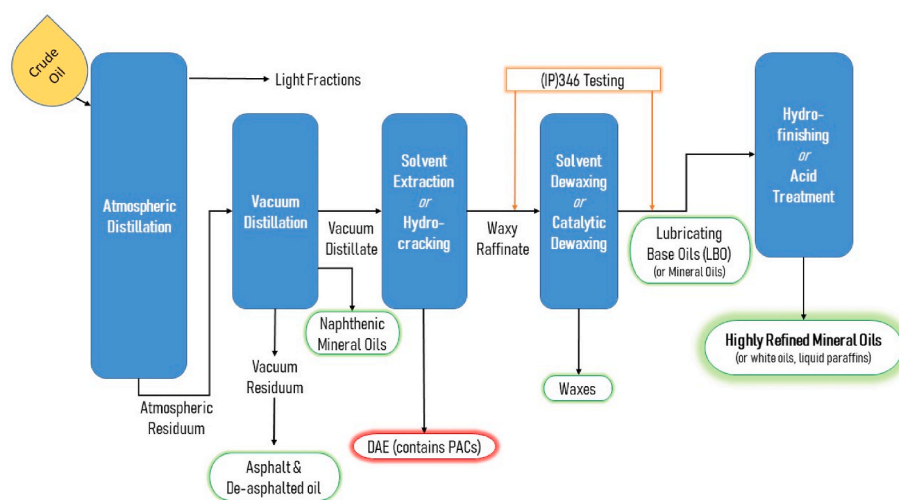 Crude
Oil
Atmospheric
Distillation
Light Fractions
Atmospheric
Residuum
Vacuum
Distillation
Vacuum
Distillate
Naphthenic
Mineral Oils
Vacuum
Residuum
Asphalt &
De-asphalted oil
Solvent
Extraction
or
Hydro-
cracking
DAE (contains PACs)
Waxy
Raffinate
(IP)346 Testing
Solvent
Dewaxing
or
Catalytic
Dewaxing
Waxes
Lubricating
Base Oils (LBO)
(or Mineral Oils)
Hydro-
finishing
or
Acid
Treatment
Highly Refined Mineral Oils
(or white oils, liquid paraffins)